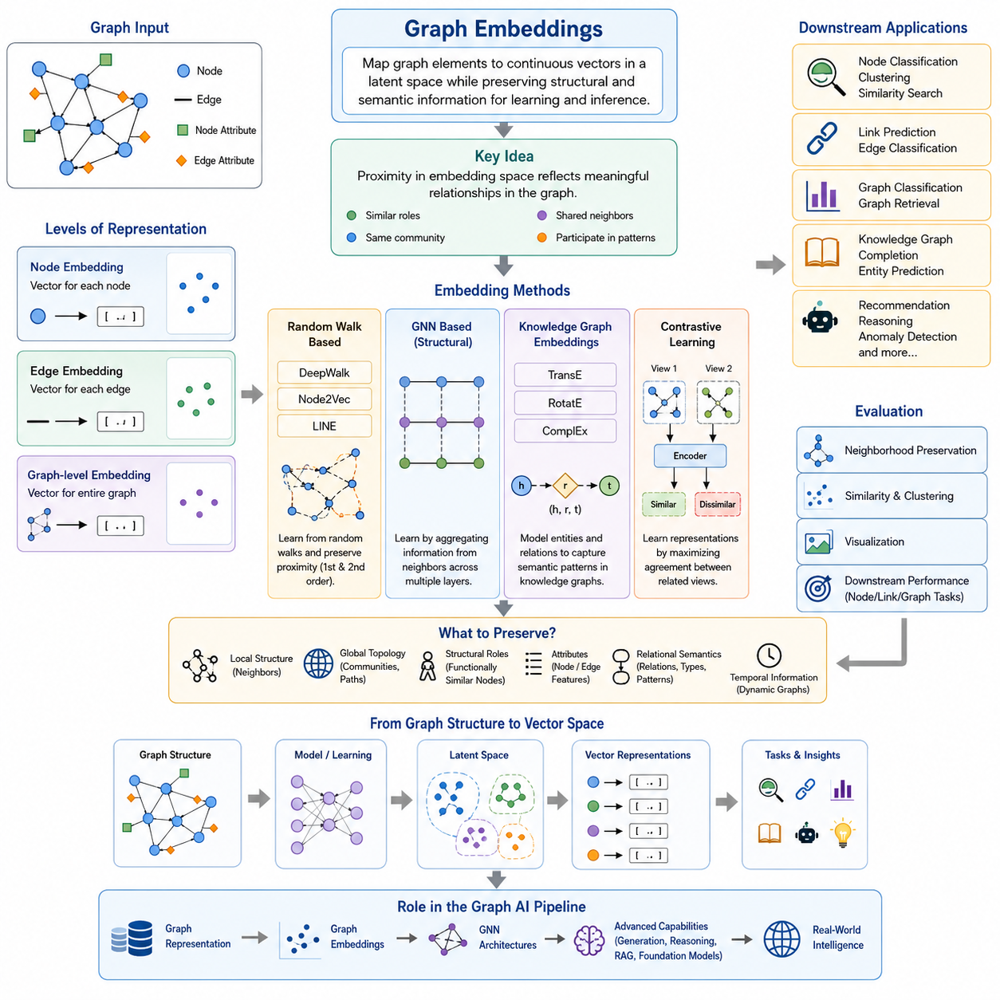 Graph Input
Node
Edge
Node Attribute
Edge Attribute
Graph Embeddings
Map graph elements to continuous vectors in a
latent space while preserving structural and
semantic information for learning and inference.
Key Idea
Proximity in embedding space reflects meaningful
relationships in the graph.
Similar roles
Shared neighbors
Same community
Participate in patterns
Downstream Applications
Node Classification
Clustering
Similarity Search
Link Prediction
Edge Classification
Graph Classification
Graph Retrieval
Knowledge Graph
Completion
Entity Prediction
Recommendation
Reasoning
Anomaly Detection
and more...
Levels of Representation
Node Embedding
Vector for each node
Edge Embedding
Vector for each edge
Graph-level Embedding
Vector for entire graph
Embedding Methods
Random Walk
Based
DeepWalk
Node2Vec
LINE
Learn from random
walks and preserve
proximity (1st & 2nd
order).
GNN Based
(Structural)
Learn by aggregating
information from
neighbors across
multiple layers.
Knowledge Graph
Embeddings
TransE
RotatE
ComplEx
h
r
t
(h, r, t)
Model entities and
relations to capture
semantic patterns in
knowledge graphs.
Contrastive
Learning
View 1
View 2
Encoder
Similar
Dissimilar
Learn representations
by maximizing
agreement between
related views.
Evaluation
Neighborhood Preservation
Similarity & Clustering
Visualization
Downstream Performance
(Node/Link/Graph Tasks)
What to Preserve?
Local Structure
(Neighbors)
Global Topology
(Communities,
Paths)
Structural Roles
(Functionally
Similar Nodes)
Attributes
(Node / Edge
Features)
Relational Semantics
(Relations, Types,
Patterns)
Temporal Information
(Dynamic Graphs)
From Graph Structure to Vector Space
Graph Structure
Model / Learning
Latent Space
Vector Representations
Tasks & Insights
Role in the Graph AI Pipeline
Graph
Representation
Graph
Embeddings
GNN
Architectures
Advanced Capabilities
(Generation, Reasoning,
RAG, Foundation Models)
Real-World
Intelligence